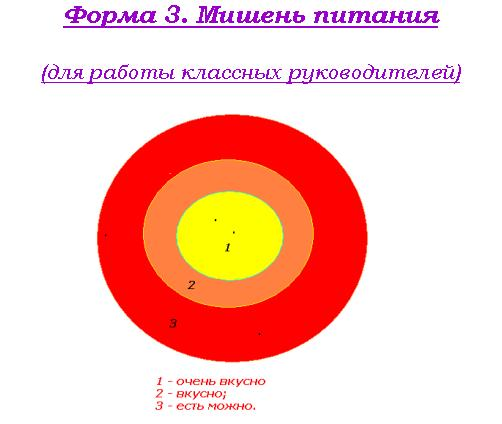 Форма 3. Мишень питания
(для работы классных руководителей)
1
2
3
1 - очень вкусно
2 - вкусно;
3 - есть можно.